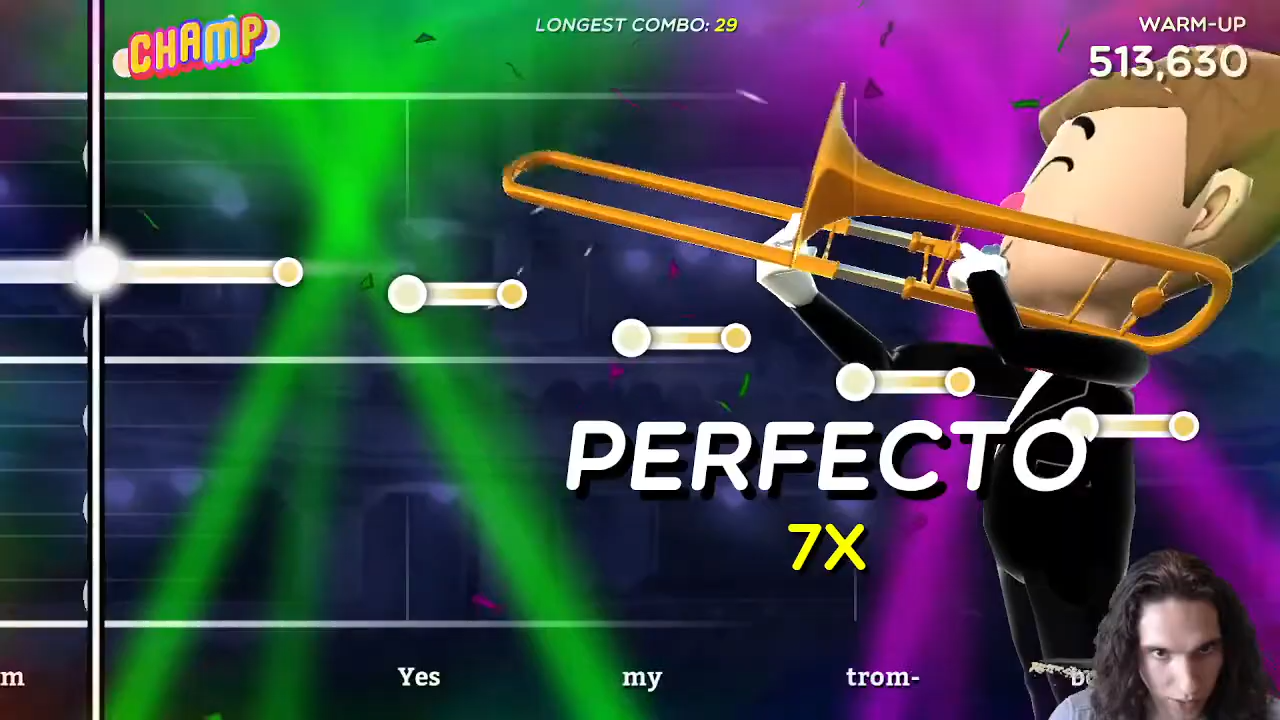 CHAMP
LONGEST COMBO: 29
WARM-UP
513,630
PERFECTO
7X
m Yes my trom-